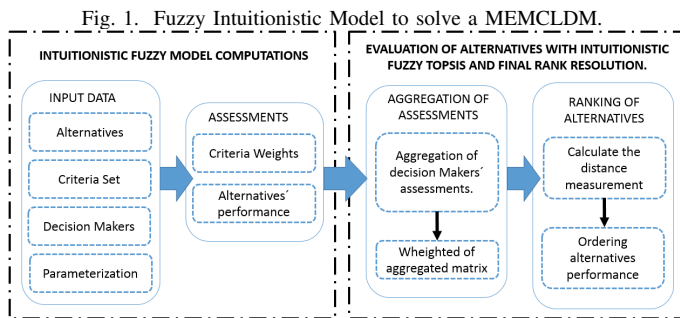 Fig. 1. Fuzzy Intuitionistic Model to solve a MEMCLDM.
INTUITIONISTIC FUZZY MODEL COMPUTATIONS
INPUT DATA
Alternatives
Criteria Set
Decision Makers
Parameterization
ASSESSMENTS
Criteria Weights
Alternatives´
performance
EVALUATION OF ALTERNATIVES WITH INTUITIONISTIC
FUZZY TOPSIS AND FINAL RANK RESOLUTION.
AGGREGATION OF
ASSESSMENTS
Aggregation of
decision Makers´
assessments.
Wheighted of
aggregated matrix
RANKING OF
ALTERNATIVES
Calculate the
distance
measurement
Ordering
alternatives
performance